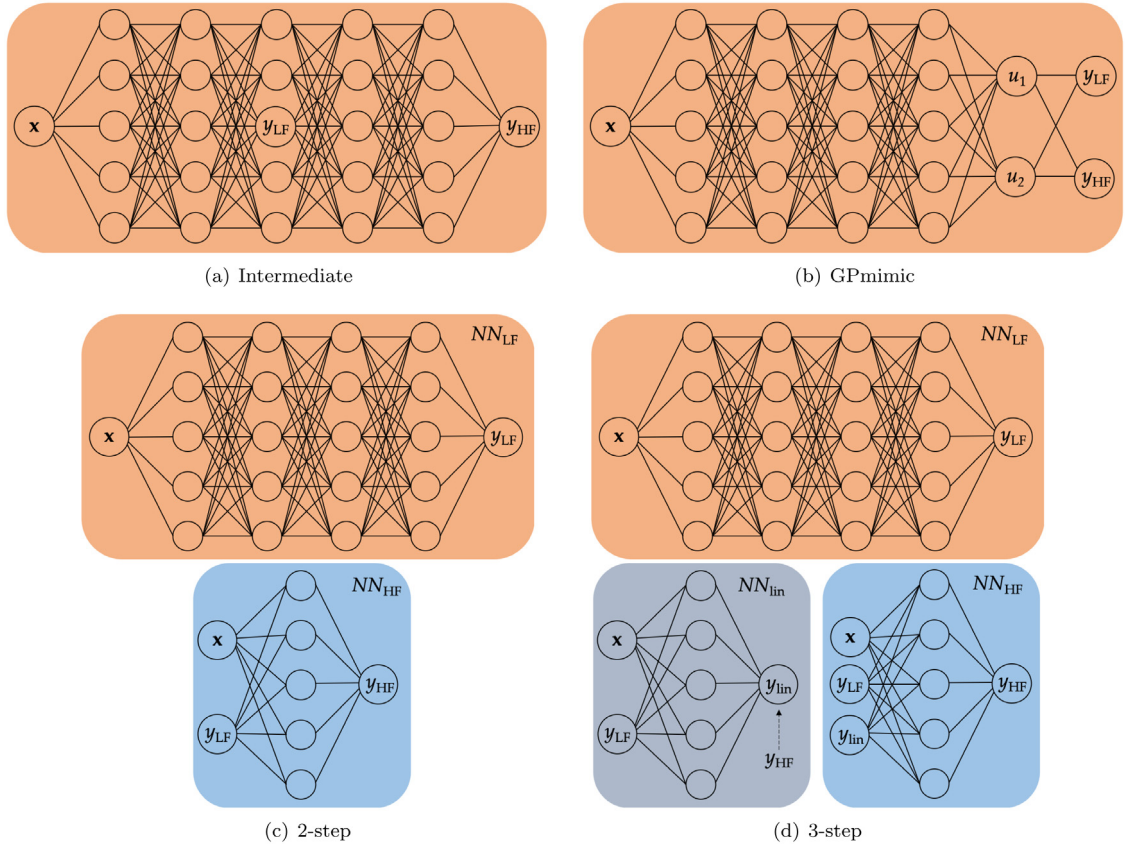 x
y_LF
y_HF
(a) Intermediate
x
u_1
u_2
y_LF
y_HF
(b) GPmimic
NN_LF
x
y_LF
NN_HF
x
y_LF
y_HF
(c) 2-step
NN_LF
x
y_LF
NN_lin
x
y_LF
y_lin
y_HF
NN_HF
x
y_LF
y_lin
y_HF
(d) 3-step